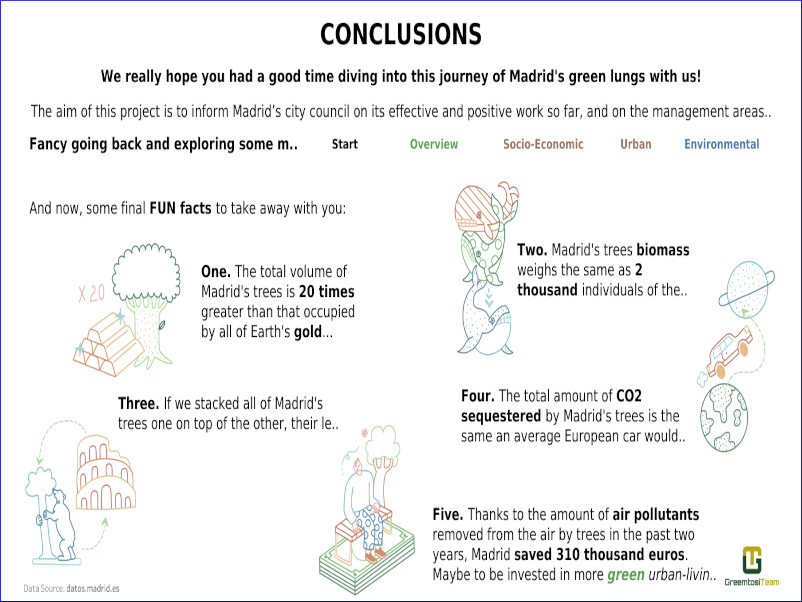 CONCLUSIONS
We really hope you had a good time diving into this journey of Madrid's green lungs with us!
The aim of this project is to inform Madrid's city council on its effective and positive work so far, and on the management areas..
Fancy going back and exploring some m.. Start Overview Socio-Economic Urban Environmental
And now, some final FUN facts to take away with you:
X 20
One. The total volume of
Madrid's trees is 20 times
greater than that occupied
by all of Earth's gold...
Two. Madrid's trees biomass
weighs the same as 2
thousand individuals of the..
Three. If we stacked all of Madrid's
trees one on top of the other, their le..
Four. The total amount of CO2
sequestered by Madrid's trees is the
same an average European car would..
Five. Thanks to the amount of air pollutants
removed from the air by trees in the past two
years, Madrid saved 310 thousand euros.
Maybe to be invested in more green urban-livin..
GreemtosiTeam
Data Source: datos.madrid.es